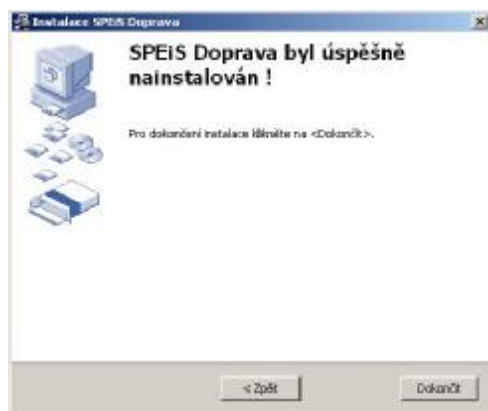 Instalace SPEiS Doprava
SPEiS Doprava byl úspěšně
nainstalován !
Pro dokončení instalace klikněte na <Dokončit>.
< Zpět
Dokončit